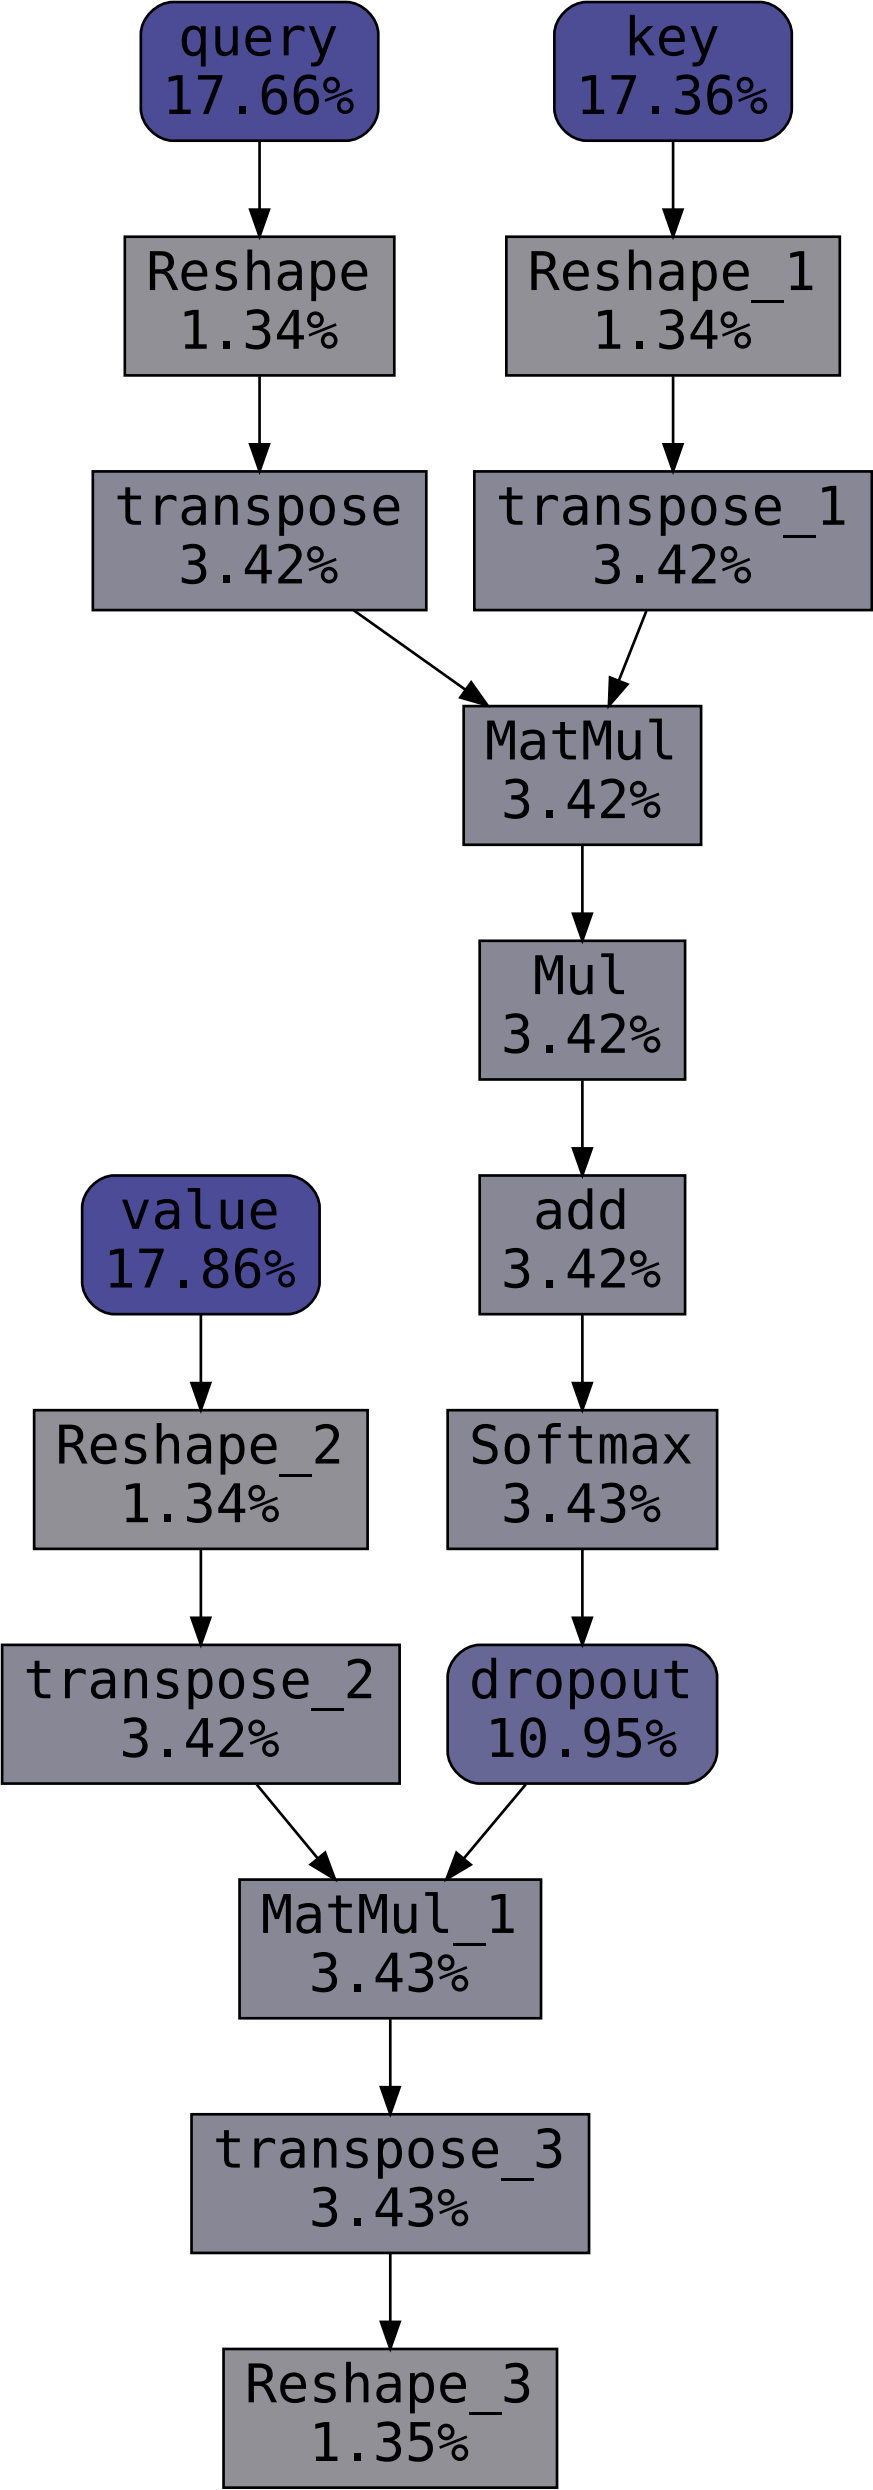 query
17.66%
key
17.36%
Reshape
1.34%
Reshape_1
1.34%
transpose
3.42%
transpose_1
3.42%
MatMul
3.42%
Mul
3.42%
value
17.86%
add
3.42%
Reshape_2
1.34%
Softmax
3.43%
transpose_2
3.42%
dropout
10.95%
MatMul_1
3.43%
transpose_3
3.43%
Reshape_3
1.35%